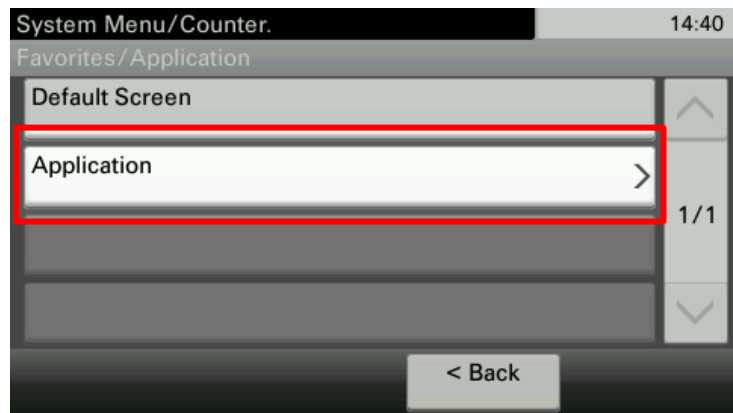 System Menu/Counter. 14:40
Favorites/Application
Default Screen
Application >
1/1
< Back